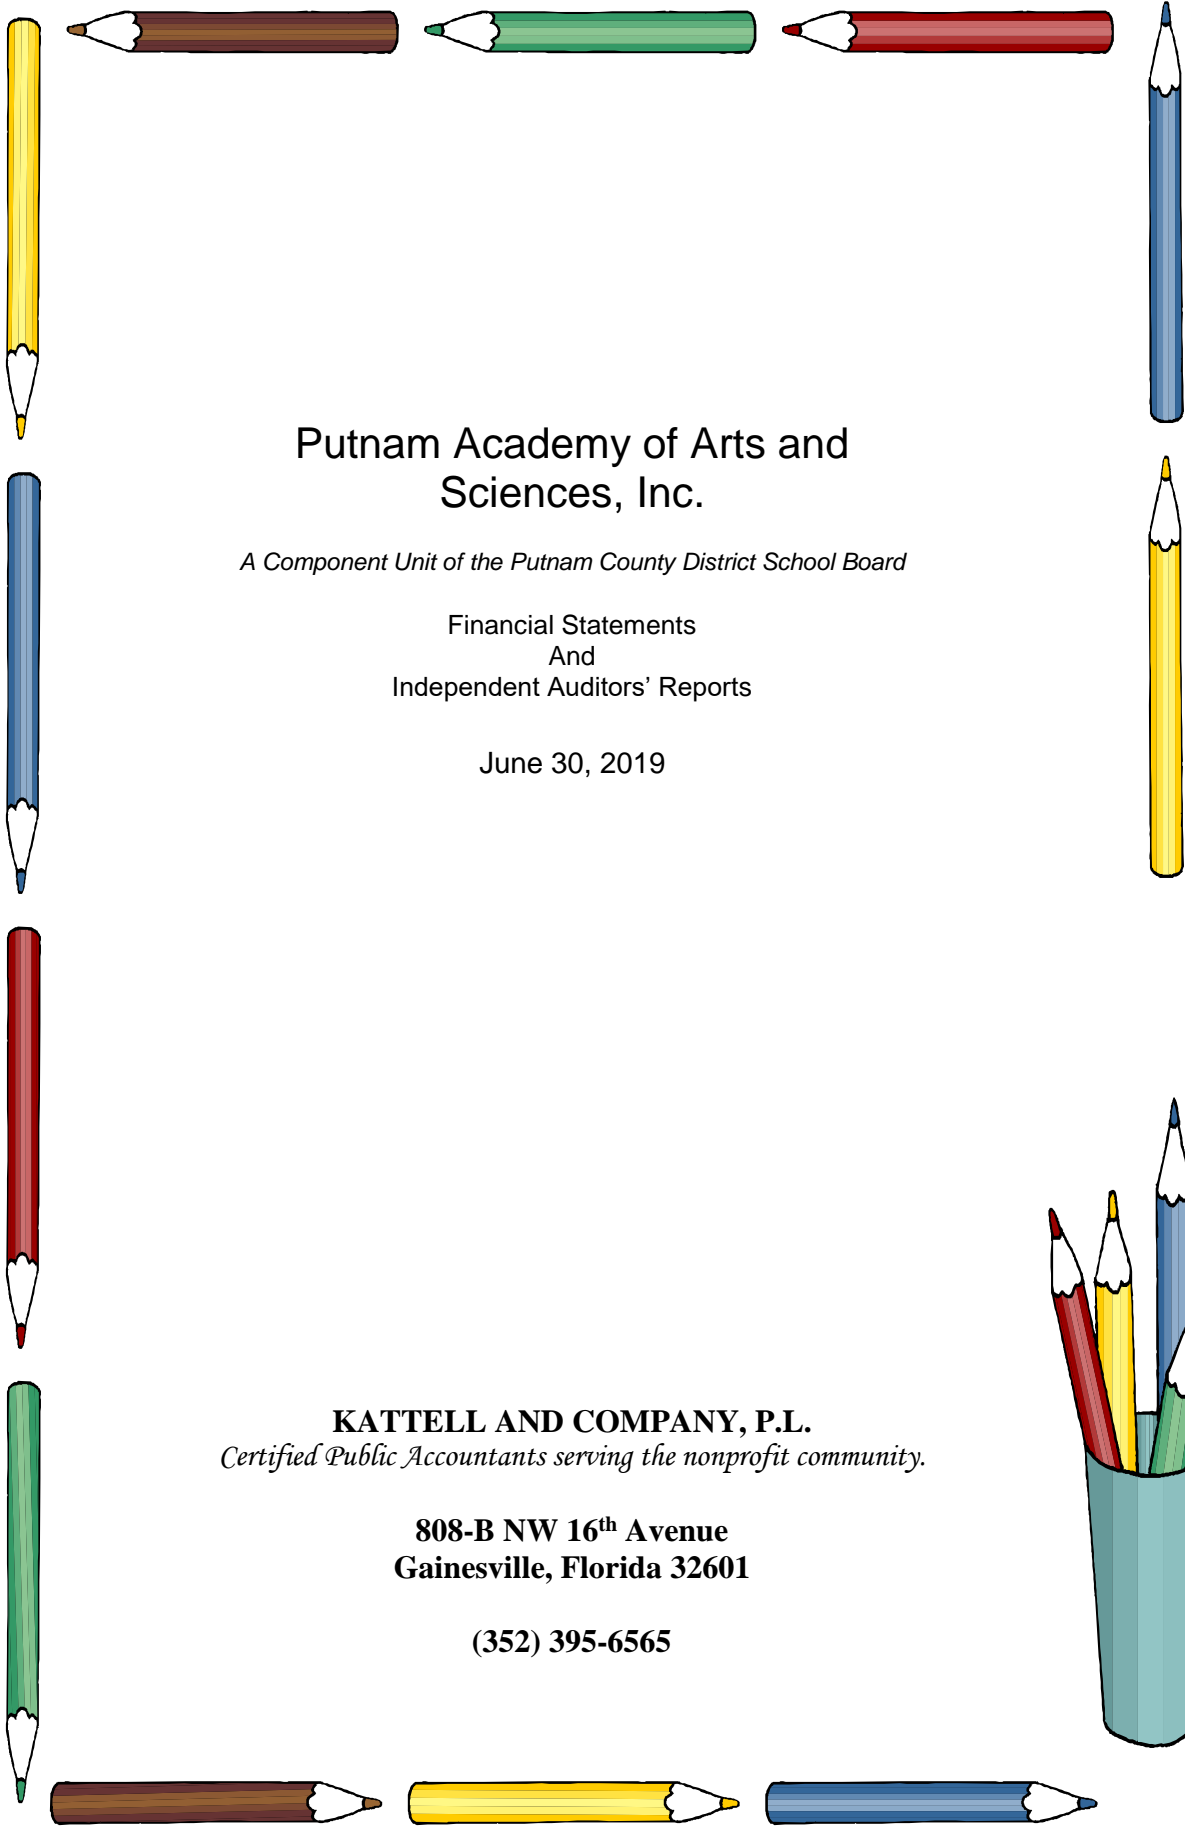 Putnam Academy of Arts and
Sciences, Inc.
A Component Unit of the Putnam County District School Board
Financial Statements
And
Independent Auditors’ Reports
June 30, 2019
KATTELL AND COMPANY, P.L.
Certified Public Accountants serving the nonprofit community.
808-B NW 16th Avenue
Gainesville, Florida 32601
(352) 395-6565